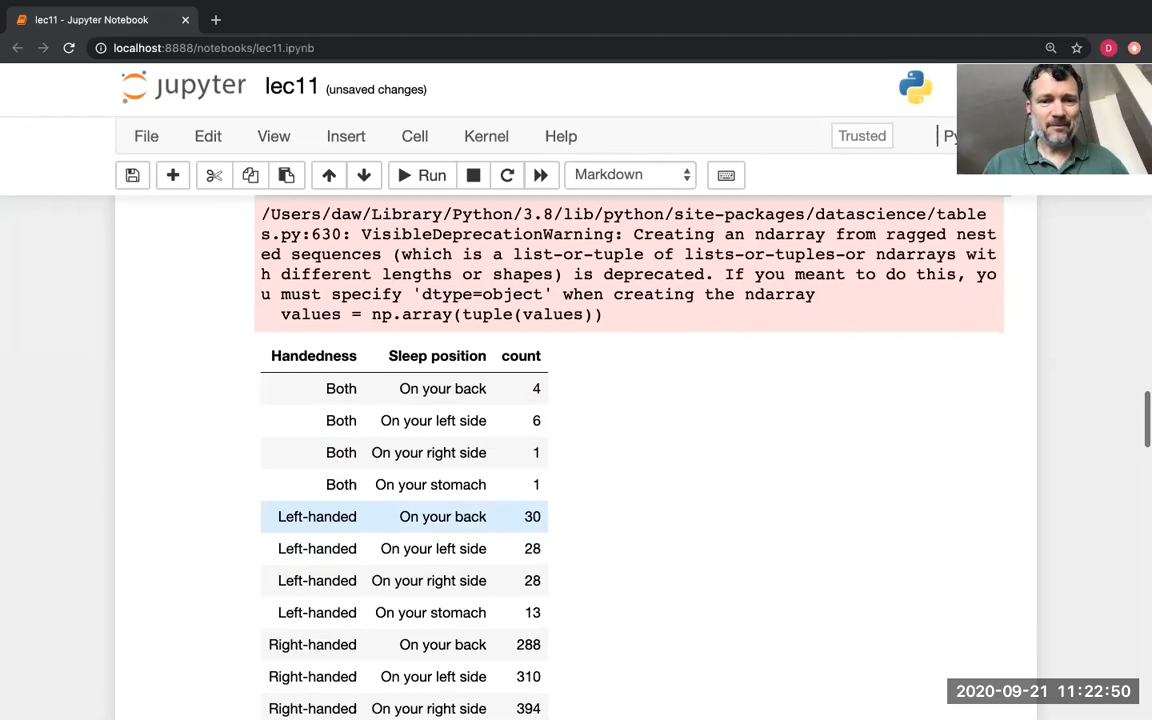 lec11 - Jupyter Notebook
localhost:8888/notebooks/lec11.ipynb
D
jupyter lec11 (unsaved changes)
File Edit View Insert Cell Kernel Help Trusted Py
Run Markdown
/Users/daw/Library/Python/3.8/lib/python/site-packages/datascience/table
s.py:630: VisibleDeprecationWarning: Creating an ndarray from ragged nest
ed sequences (which is a list-or-tuple of lists-or-tuples-or ndarrays wit
h different lengths or shapes) is deprecated. If you meant to do this, yo
u must specify 'dtype=object' when creating the ndarray
values = np.array(tuple(values))
Handedness Sleep position count
Both On your back 4
Both On your left side 6
Both On your right side 1
Both On your stomach 1
Left-handed On your back 30
Left-handed On your left side 28
Left-handed On your right side 28
Left-handed On your stomach 13
Right-handed On your back 288
Right-handed On your left side 310
Right-handed On your right side 394
2020-09-21 11:22:50